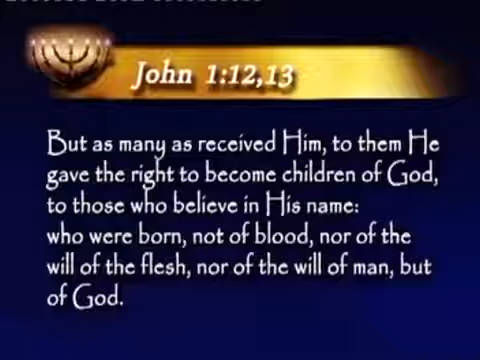 John 1:12,13
But as many as received Him, to them He
gave the right to become children of God,
to those who believe in His name:
who were born, not of blood, nor of the
will of the flesh, nor of the will of man, but
of God.